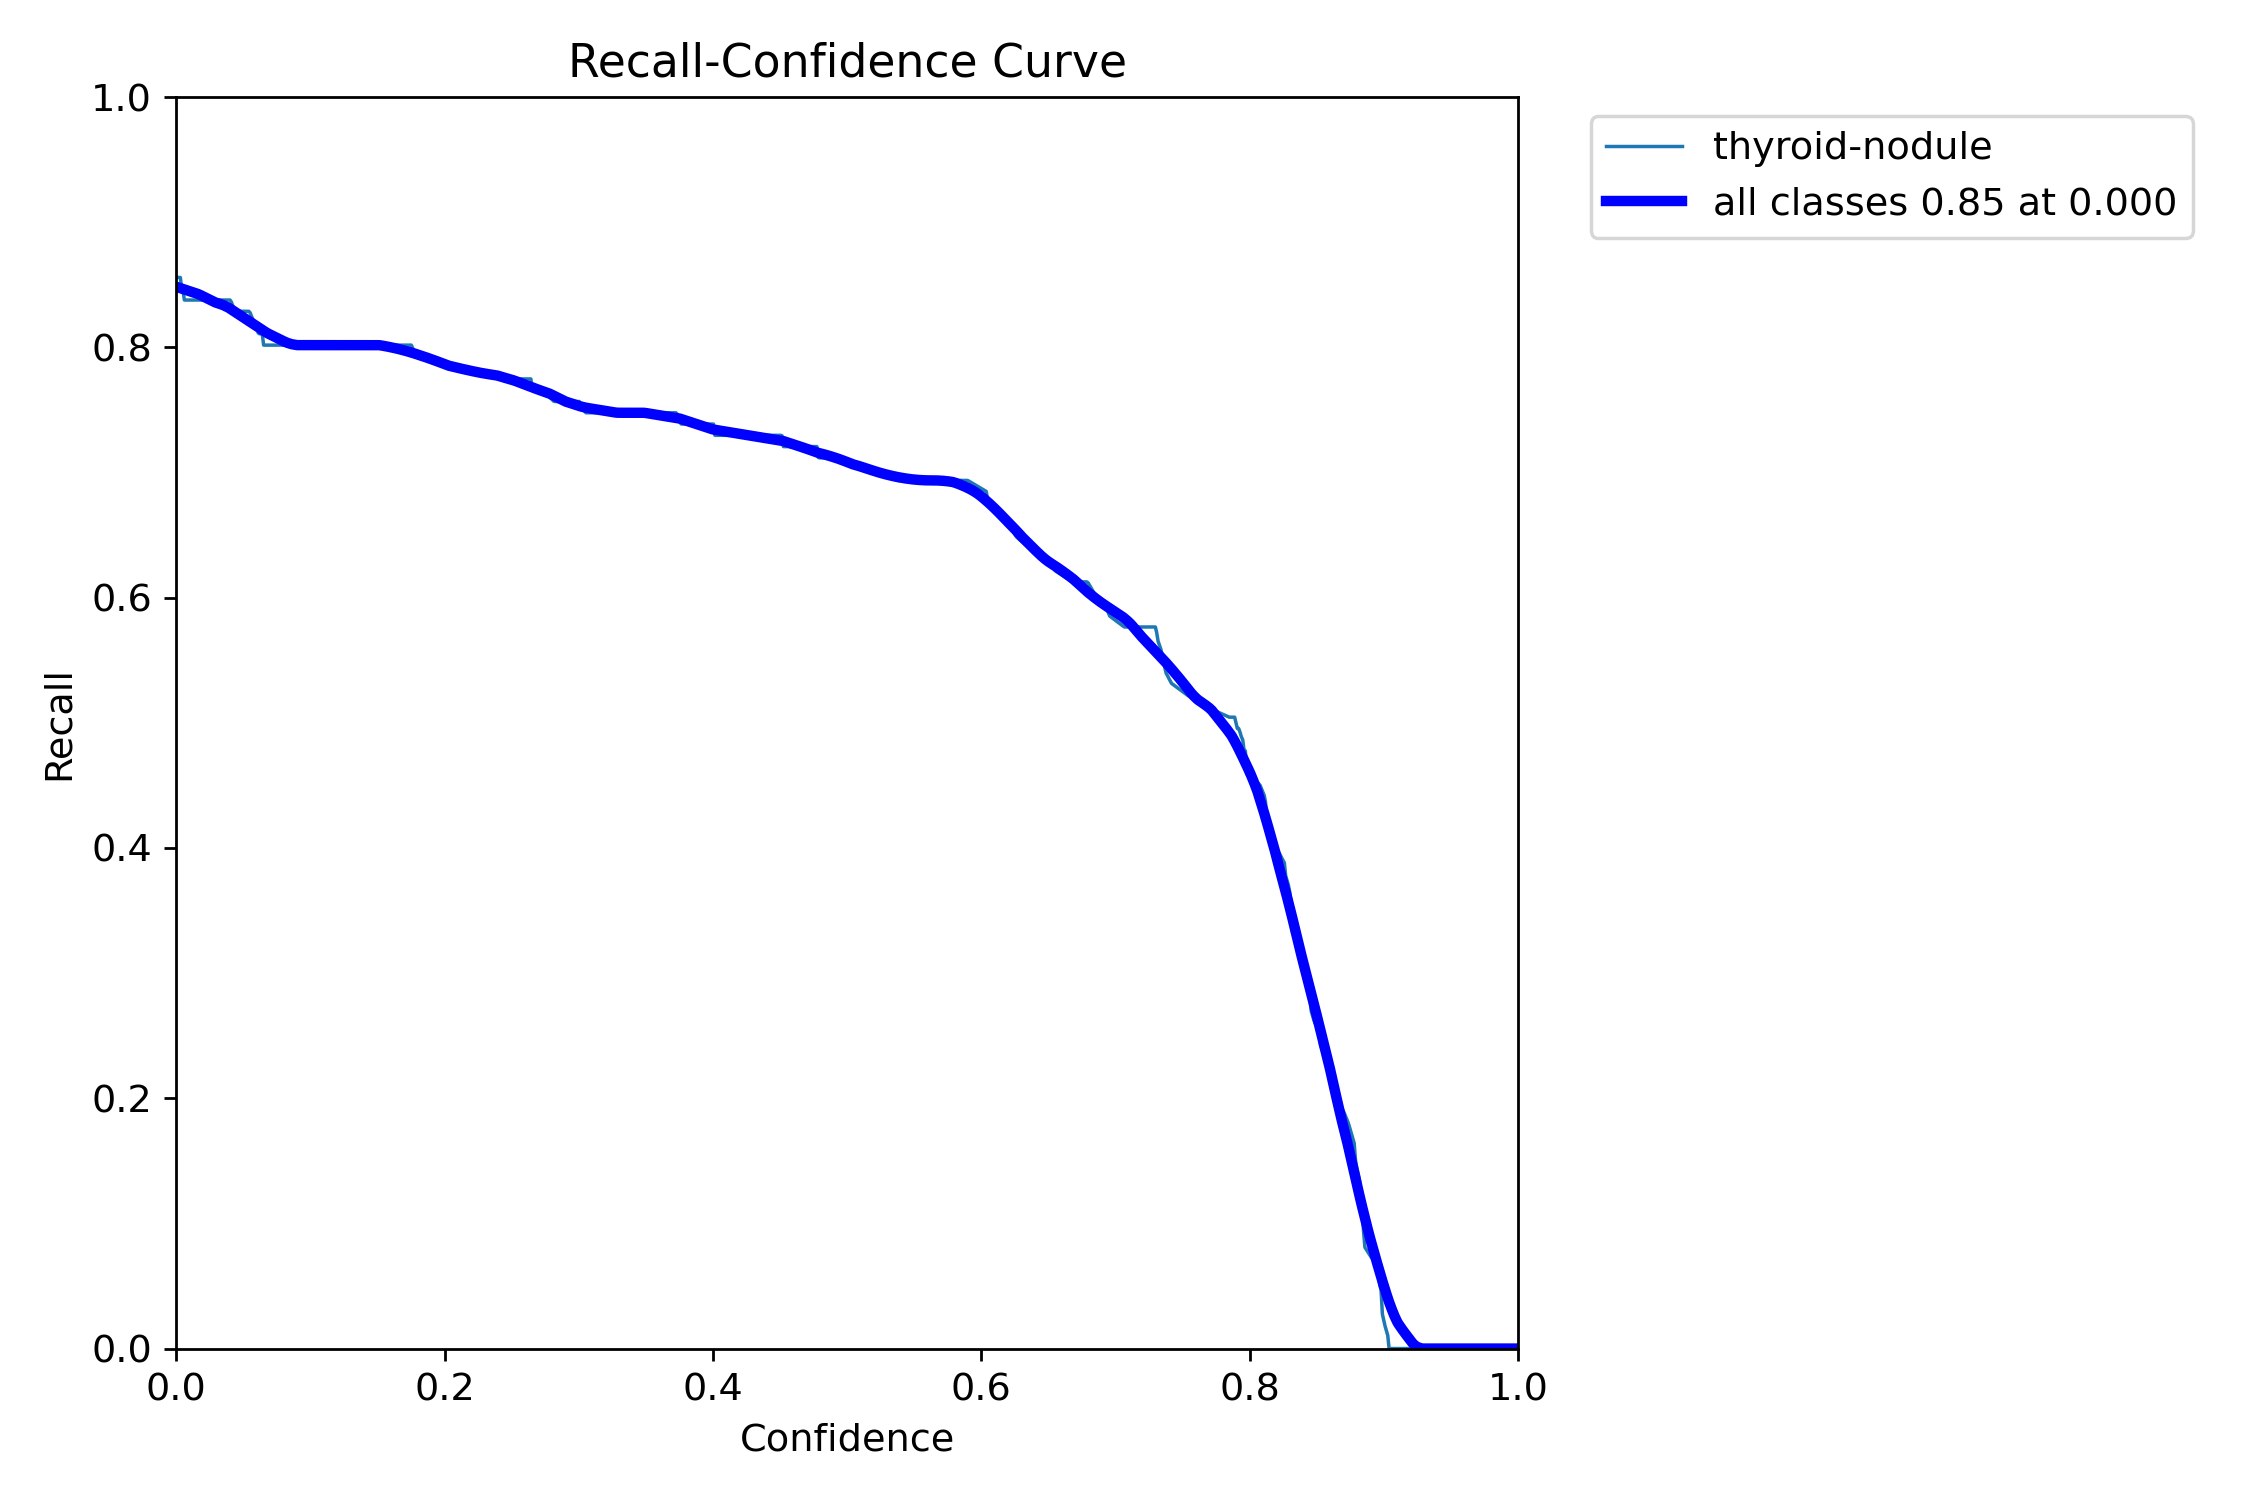 Recall-Confidence Curve
1.0
0.8
0.6
0.4
0.2
0.0
Recall
0.0 0.2 0.4 0.6 0.8 1.0
Confidence
thyroid-nodule
all classes 0.85 at 0.000